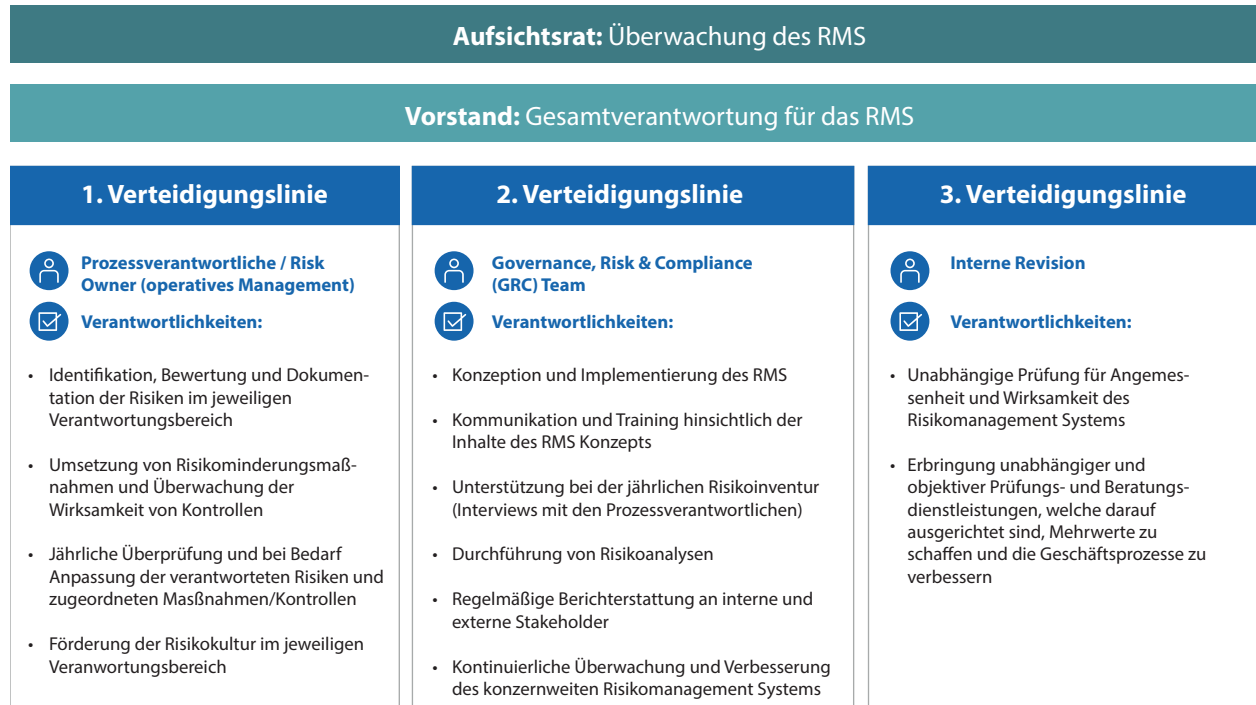 Aufsichtsrat: Überwachung des RMS
Vorstand: Gesamtverantwortung für das RMS
1. Verteidigungslinie
Prozessverantwortliche / Risk
Owner (operatives Management)
Verantwortlichkeiten:
• Identifikation, Bewertung und Dokumen-
tation der Risiken im jeweiligen
Verantwortungsbereich
• Umsetzung von Risikominderungsmaß-
nahmen und Überwachung der
Wirksamkeit von Kontrollen
• Jährliche Überprüfung und bei Bedarf
Anpassung der verantworteten Risiken und
zugeordneten Masßnahmen/Kontrollen
• Förderung der Risikokultur im jeweiligen
Veranwortungsbereich
2. Verteidigungslinie
Governance, Risk & Compliance
(GRC) Team
Verantwortlichkeiten:
• Konzeption und Implementierung des RMS
• Kommunikation und Training hinsichtlich der
Inhalte des RMS Konzepts
• Unterstützung bei der jährlichen Risikoinventur
(Interviews mit den Prozessverantwortlichen)
• Durchführung von Risikoanalysen
• Regelmäßige Berichterstattung an interne und
externe Stakeholder
• Kontinuierliche Überwachung und Verbesserung
des konzernweiten Risikomanagement Systems
3. Verteidigungslinie
Interne Revision
Verantwortlichkeiten:
• Unabhängige Prüfung für Angemes-
senheit und Wirksamkeit des
Risikomanagement Systems
• Erbringung unabhängiger und
objektiver Prüfungs- und Beratungs-
dienstleistungen, welche darauf
ausgerichtet sind, Mehrwerte zu
schaffen und die Geschäftsprozesse zu
verbessern